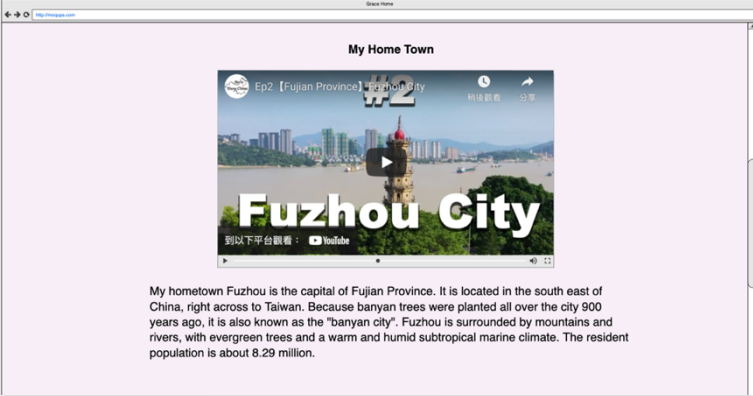 Grace Home
My Home Town
Ep2【Fujian Province】Fuzhou City
#2
稍後觀看
分享
Fuzhou City
到以下平台觀看： YouTube
My hometown Fuzhou is the capital of Fujian Province. It is located in the south east of
China, right across to Taiwan. Because banyan trees were planted all over the city 900
years ago, it is also known as the "banyan city". Fuzhou is surrounded by mountains and
rivers, with evergreen trees and a warm and humid subtropical marine climate. The resident
population is about 8.29 million.